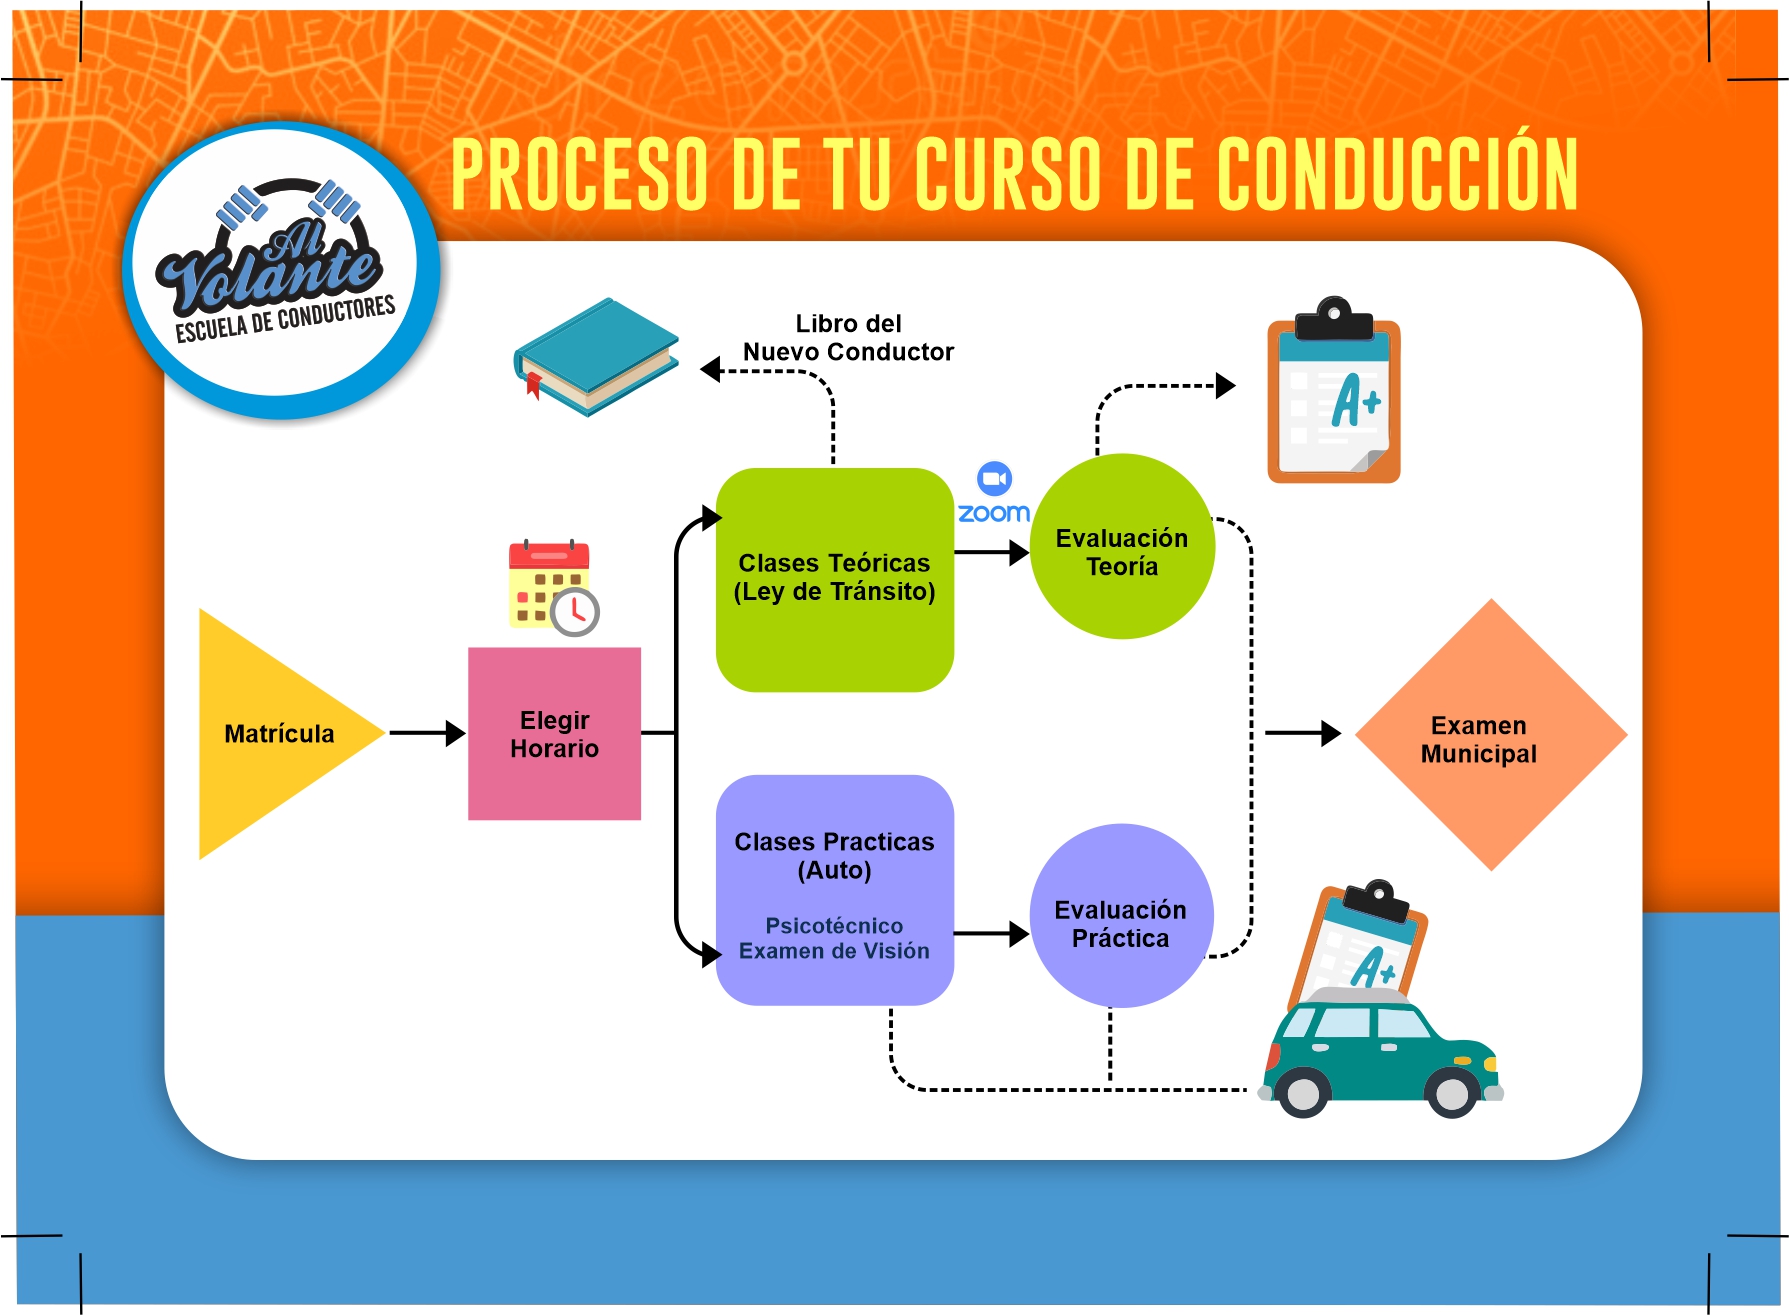 PROCESO DE TU CURSO DE CONDUCCIÓN
Al
Volante
ESCUELA DE CONDUCTORES
Libro del
Nuevo Conductor
A+
zoom
Clases Teóricas
(Ley de Tránsito)
Evaluación
Teoría
Matrícula
Elegir
Horario
Examen
Municipal
Clases Practicas
(Auto)
Psicotécnico
Examen de Visión
Evaluación
Práctica
A+